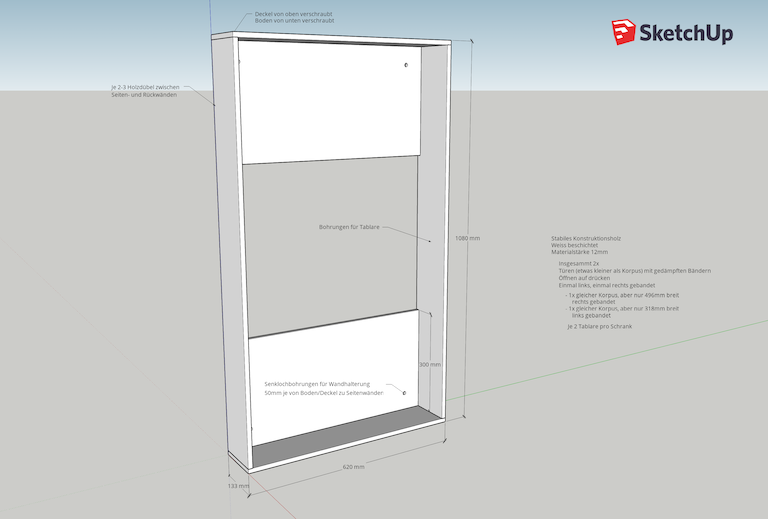 Deckel von oben verschraubt
Boden von unten verschraubt
SketchUp
Je 2-3 Holzdübel zwischen
Seiten- und Rückwänden
Bohrungen für Tablare
1080 mm
Stabiles Konstruktionsholz
Weiss beschichtet
Materialstärke 12mm
Insgesammt 2x
Türen (etwas kleiner als Korpus) mit gedämpften Bändern
Öffnen auf drücken
Einmal links, einmal rechts gebandet
- 1x gleicher Korpus, aber nur 496mm breit
rechts gebandet
- 1x gleicher Korpus, aber nur 318mm breit
links gebandet
Je 2 Tablare pro Schrank
300 mm
Senklochbohrungen für Wandhalterung
50mm je von Boden/Deckel zu Seitenwänder
620 mm
133 mm